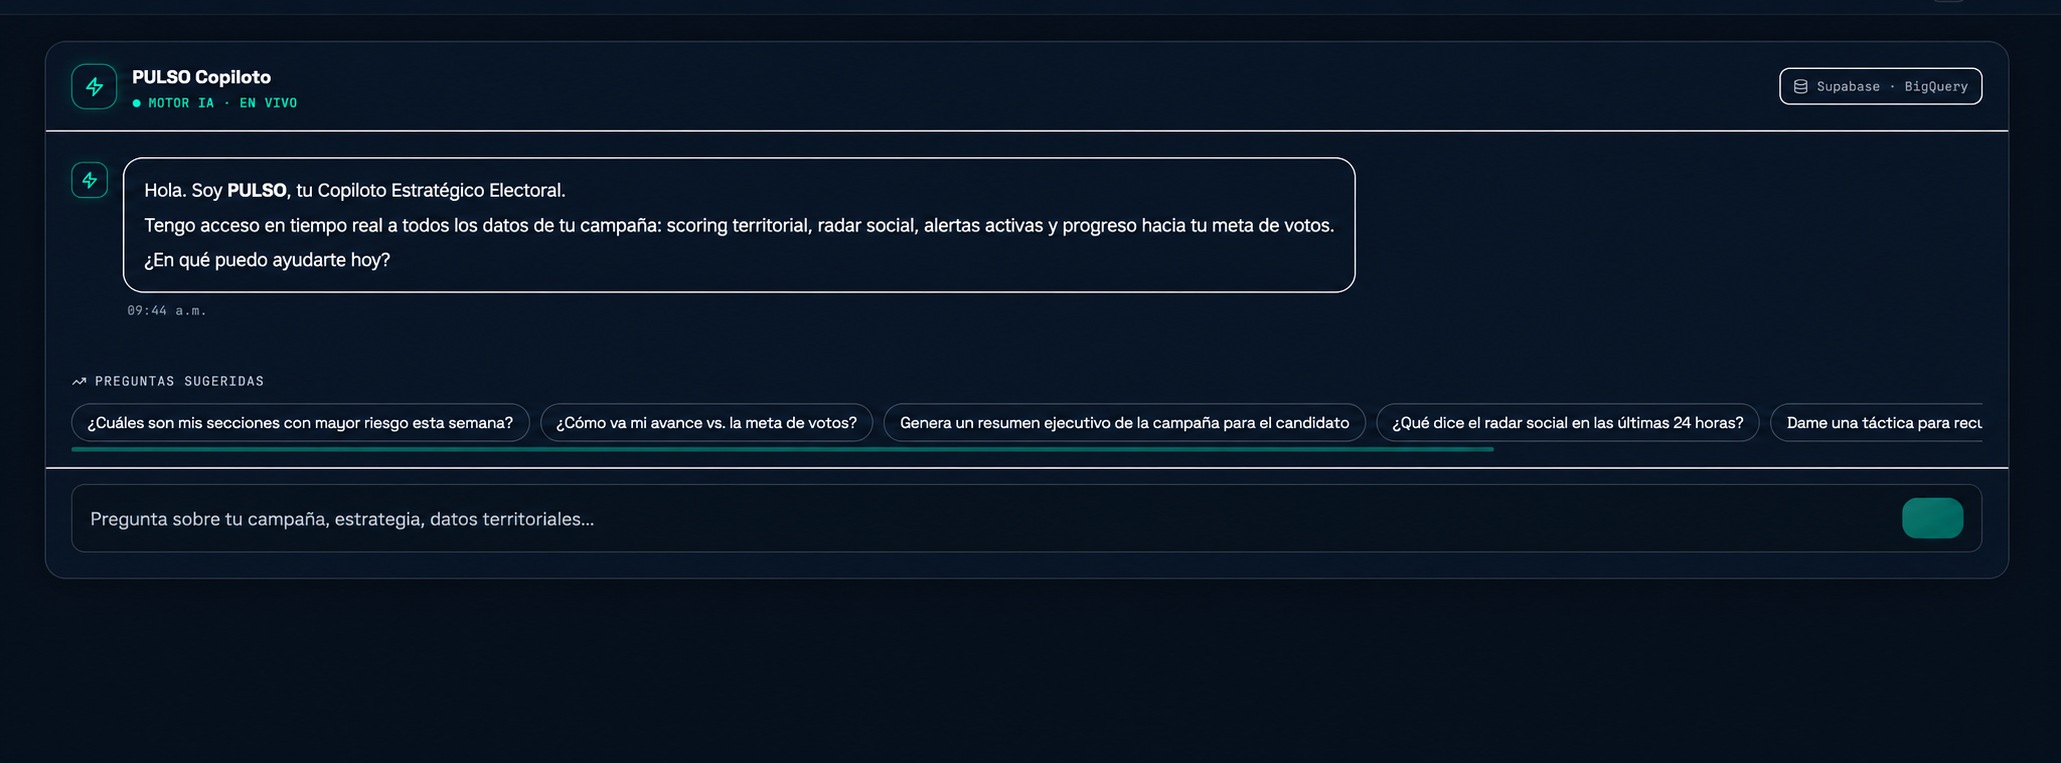 PULSO Copiloto
MOTOR IA · EN VIVO
Supabase · BigQuery
Hola. Soy PULSO, tu Copiloto Estratégico Electoral.
Tengo acceso en tiempo real a todos los datos de tu campaña: scoring territorial, radar social, alertas activas y progreso hacia tu meta de votos.
¿En qué puedo ayudarte hoy?
09:44 a.m.
PREGUNTAS SUGERIDAS
¿Cuáles son mis secciones con mayor riesgo esta semana?
¿Cómo va mi avance vs. la meta de votos?
Genera un resumen ejecutivo de la campaña para el candidato
¿Qué dice el radar social en las últimas 24 horas?
Dame una táctica para recu
Pregunta sobre tu campaña, estrategia, datos territoriales...